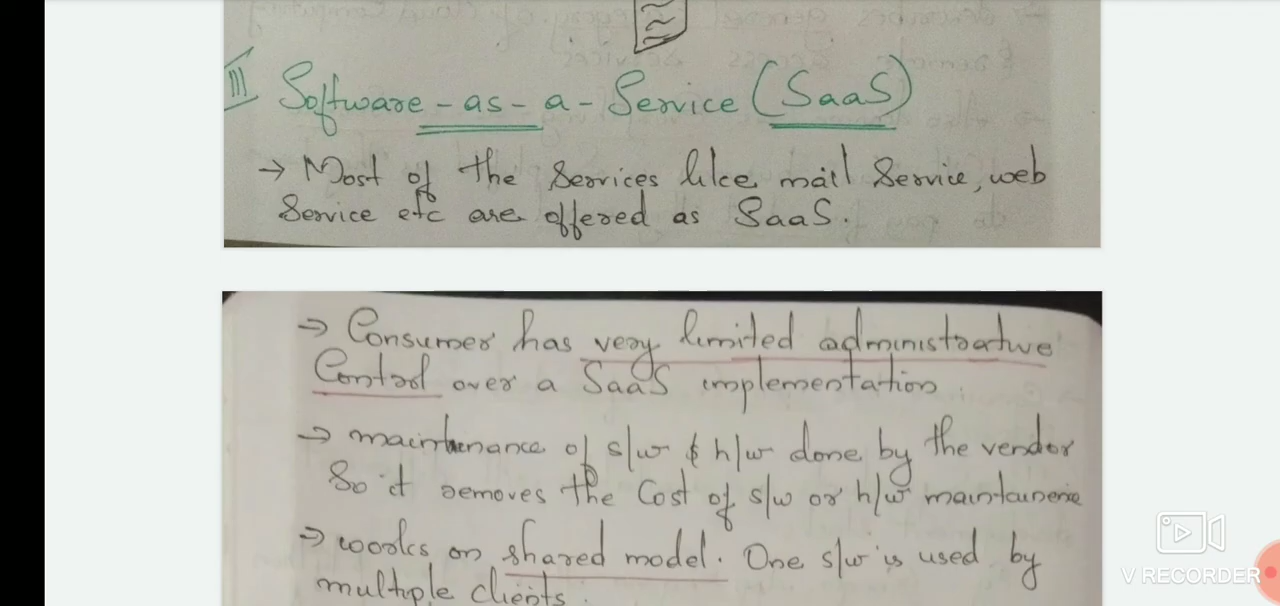 III Software-as-a-Service (SaaS)
→ Most of the Services like mail Service, web
Service etc are offered as SaaS.
→ Consumer has very limited administrative
Control over a SaaS implementation
→ maintenance of s/w & h/w done by the vendor
So it removes the Cost of s/w or h/w maintanence
→ works on shared model. One s/w is used by
multiple clients.
V RECORDER